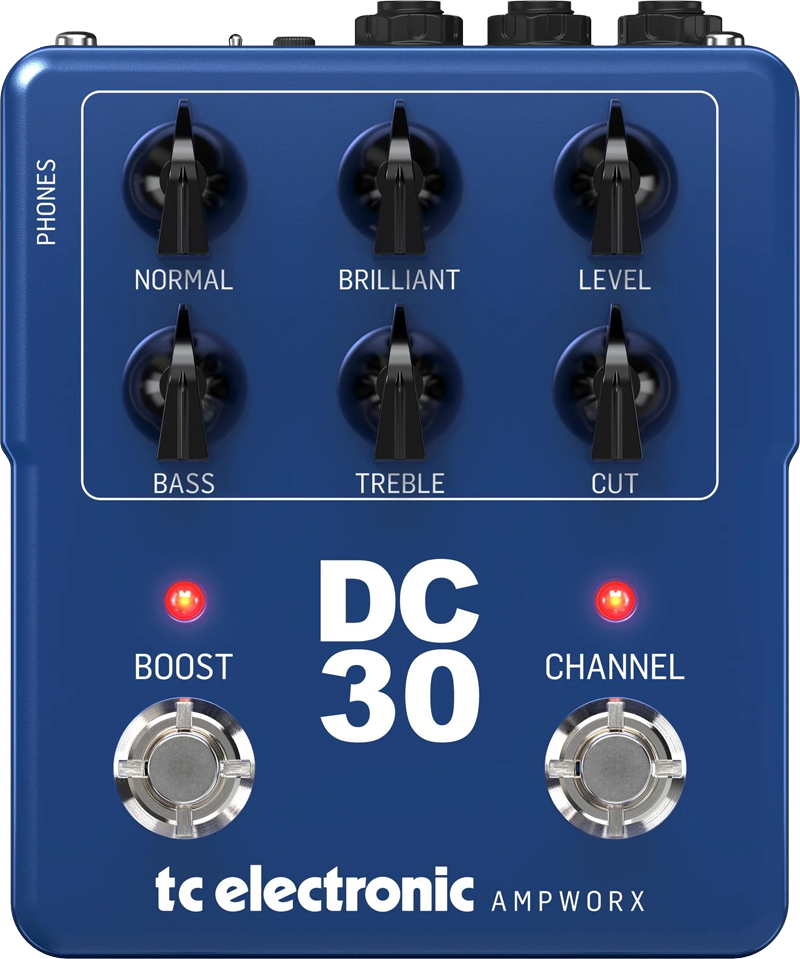 PHONES
NORMAL BRILLIANT LEVEL
BASS TREBLE CUT
DC
30
BOOST CHANNEL
tc electronic AMPWORX